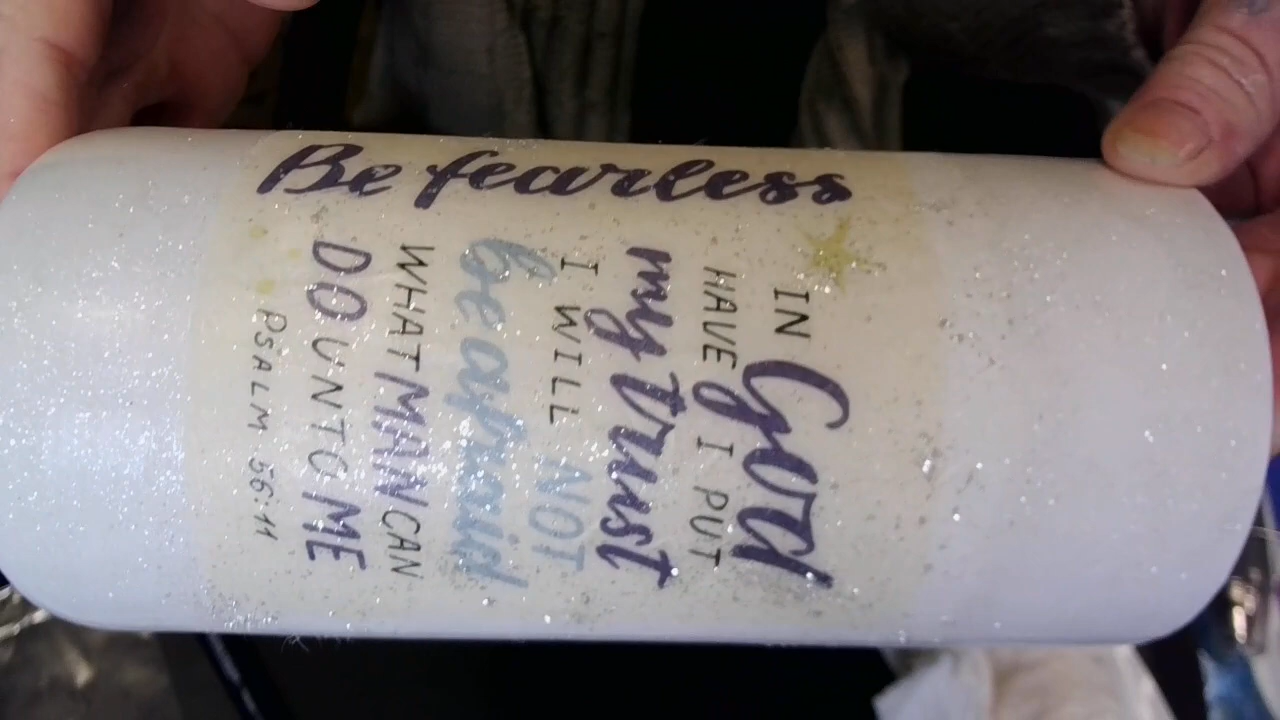 Be fearless
IN God
HAVE I PUT
my trust
I WILL NOT
be afraid
WHAT MAN CAN
DO UNTO ME
PSALM 56:11